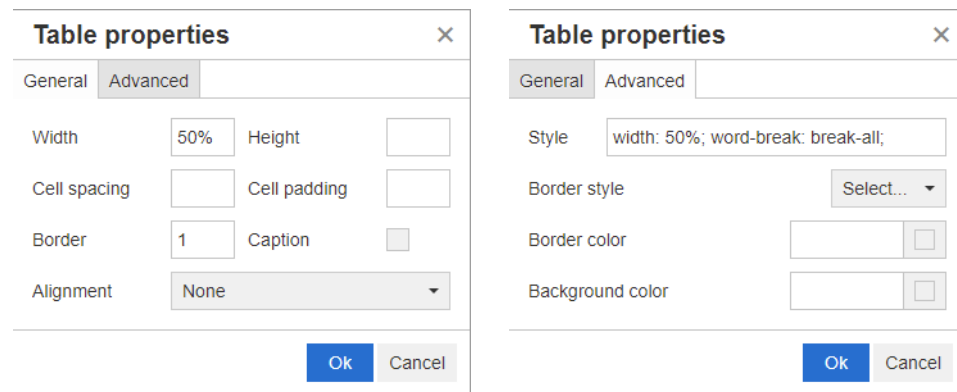 Table properties ×
General Advanced
Width 50% Height
Cell spacing Cell padding
Border 1 Caption
Alignment None
Ok Cancel
Table properties ×
General Advanced
Style width: 50%; word-break: break-all;
Border style Select...
Border color
Background color
Ok Cancel